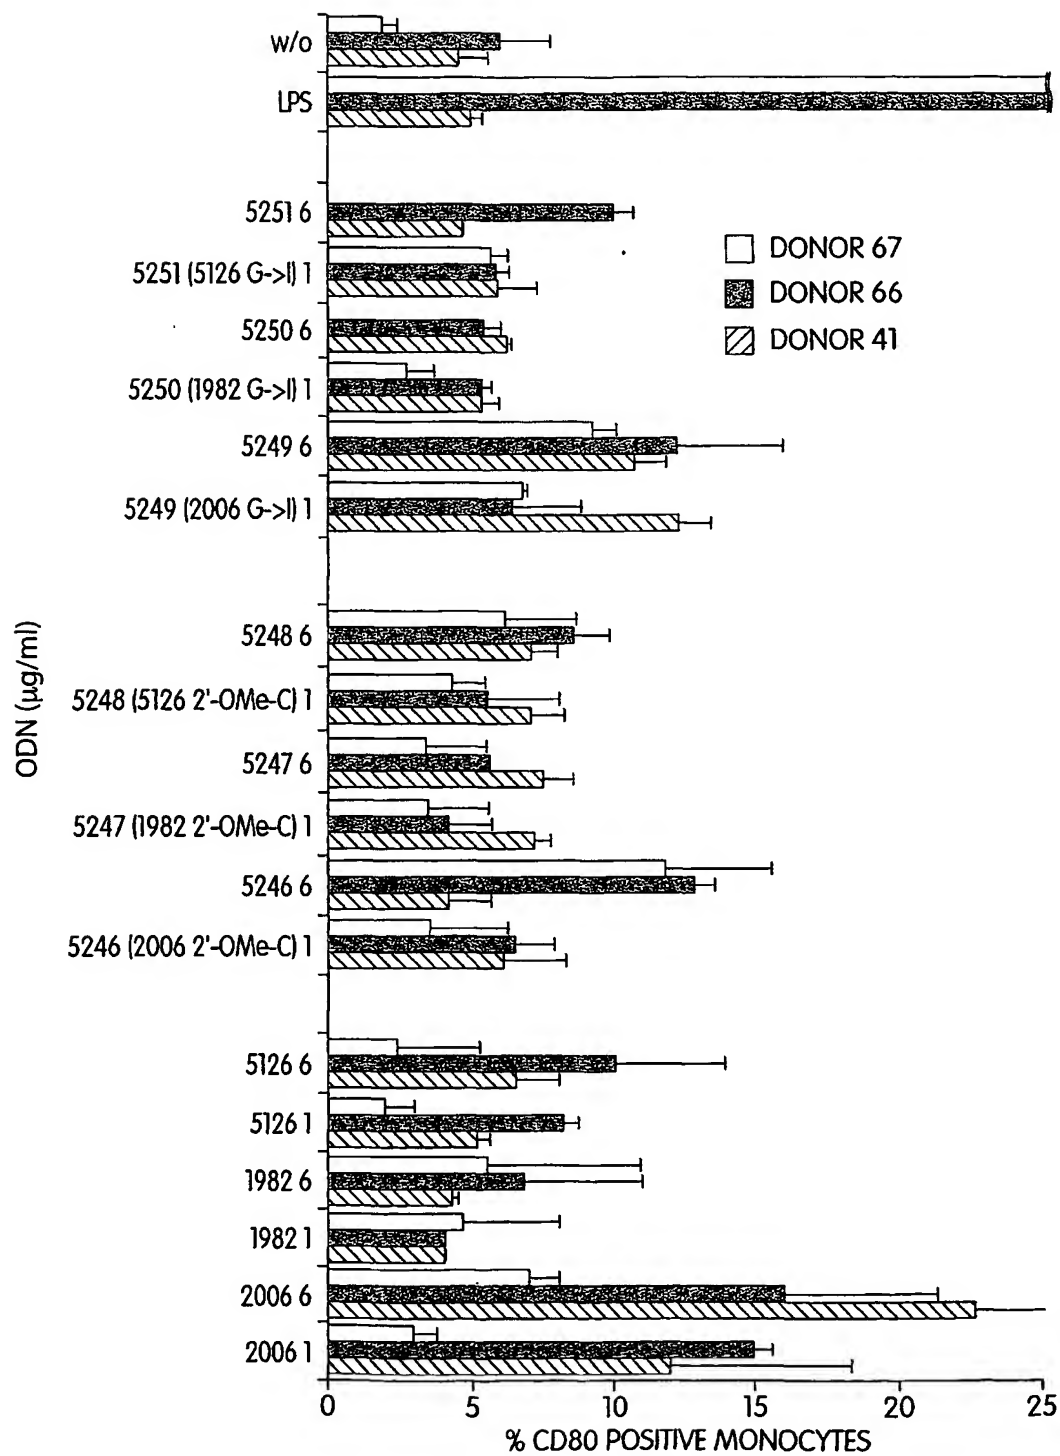 w/o
LPS
5251 6
5251 (5126 G->I) 1
5250 6
5250 (1982 G->I) 1
5249 6
5249 (2006 G->I) 1
DONOR 67
DONOR 66
DONOR 41
5248 6
5248 (5126 2'-OMe-C) 1
5247 6
5247 (1982 2'-OMe-C) 1
5246 6
5246 (2006 2'-OMe-C) 1
5126 6
5126 1
1982 6
1982 1
2006 6
2006 1
ODN (µg/ml)
0 5 10 15 20 25
% CD80 POSITIVE MONOCYTES